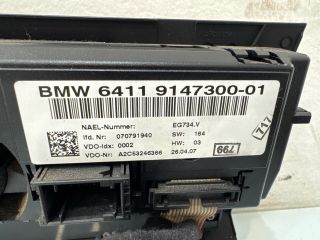 BMW 6411 9147300-01
NAEL-Nummer: EG734.V
lfd. Nr: 070791940 SW: 164
VDO-Idx: 0002 HW: 03
VDO-Nr: A2C53246366 26.04.07
799
717